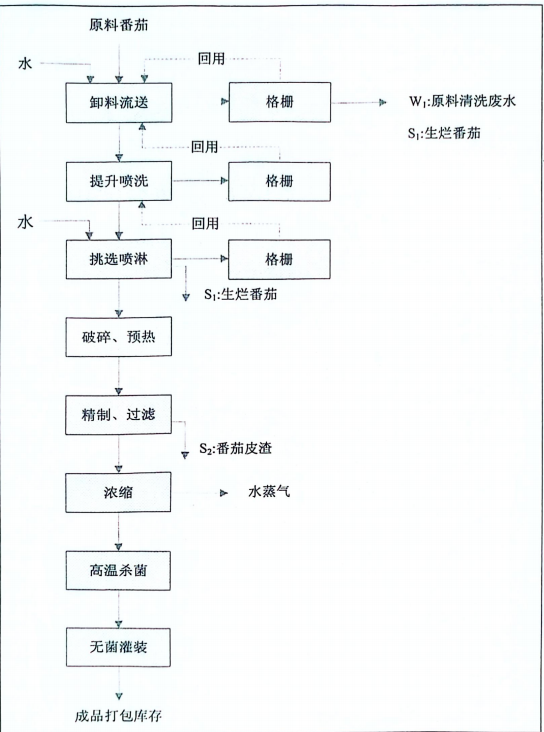 原料番茄
水
回用
卸料流送
格栅
W₁:原料清洗废水
S₁:生烂番茄
回用
提升喷洗
格栅
水
回用
挑选喷淋
格栅
S₁:生烂番茄
破碎、预热
精制、过滤
S₂:番茄皮渣
浓缩
水蒸气
高温杀菌
无菌灌装
成品打包库存